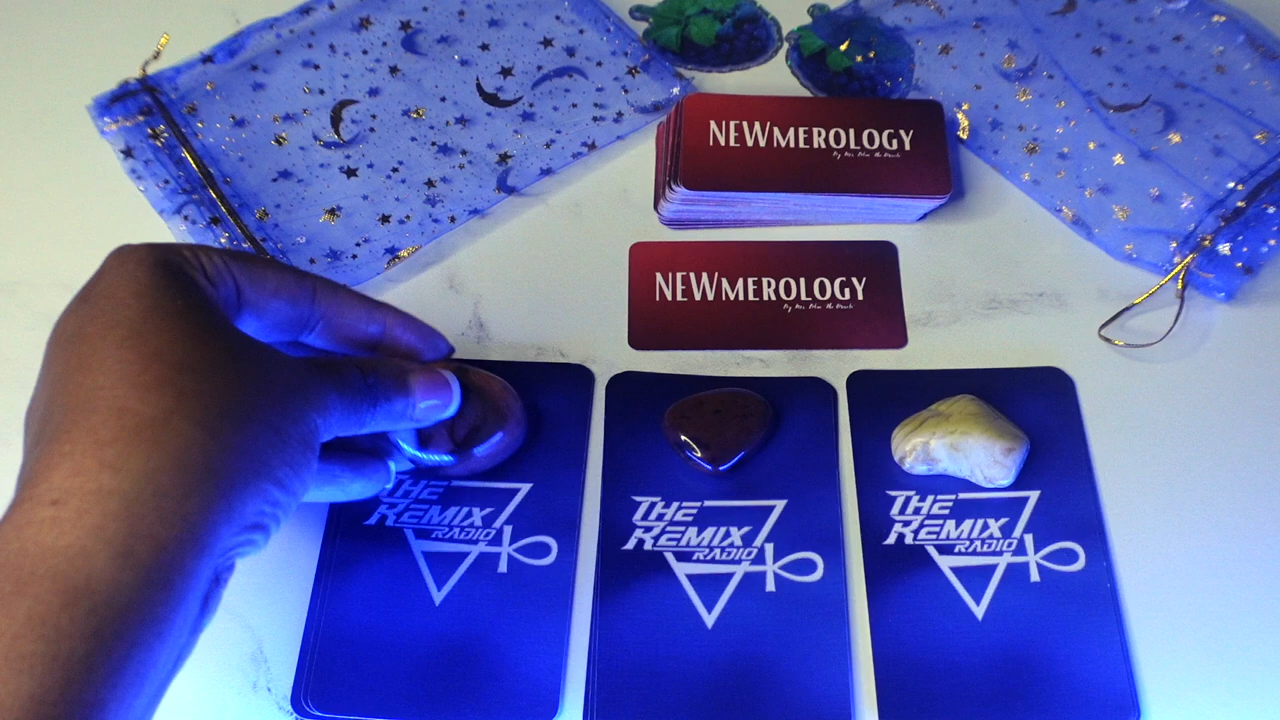 NEWMEROLOGY
NEWMEROLOGY
THE
REMIX
RADIO
THE
REMIX
RADIO
THE
REMIX
RADIO